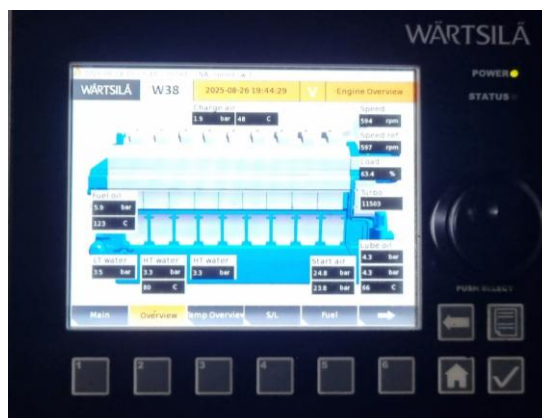 WÄRTSILÄ
POWER
STATUS
WÄRTSILÄ W38 2025-08-26 19:44:29 Engine Overview
Charge air
1.9 bar 48 C
Speed
594 rpm
Speed ref.
597 rpm
Load
63.4 %
Turbo
11503
Fuel oil
5.9 bar
123 C
Lube oil
4.3 bar
4.3 bar
66 C
LT water
3.5 bar
HT water
3.3 bar
80 C
HT water
3.3 bar
Start air
24.8 bar
23.8 bar
Main Overview Temp Overview S/L Fuel
PUSH SELECT
1 2 3 4 5 6